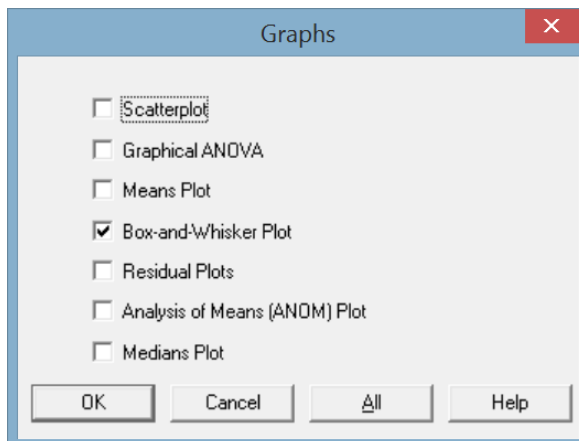 Graphs
Scatterplot
Graphical ANOVA
Means Plot
Box-and-Whisker Plot
Residual Plots
Analysis of Means (ANOM) Plot
Medians Plot
OK Cancel All Help